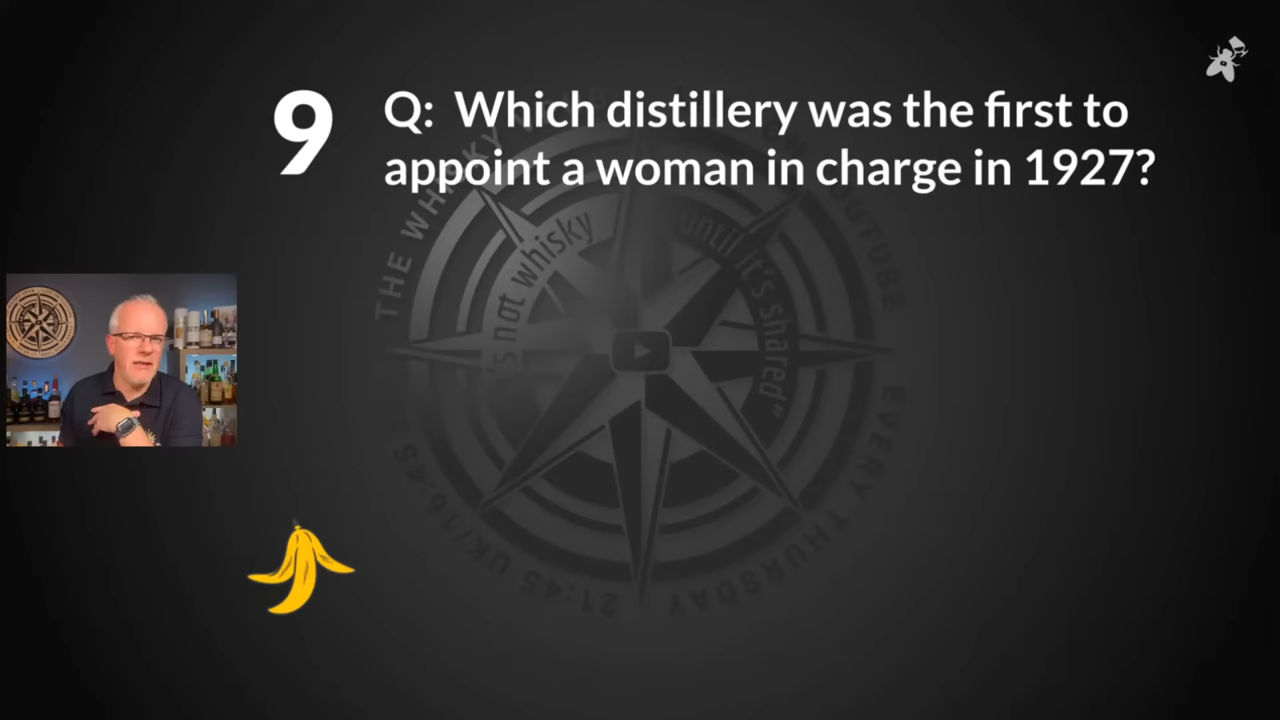 9
Q: Which distillery was the first to
appoint a woman in charge in 1927?
THE WHISKY
's not whisky
until it's shared"
EVERY THURSDAY
21:45 UK/16:45